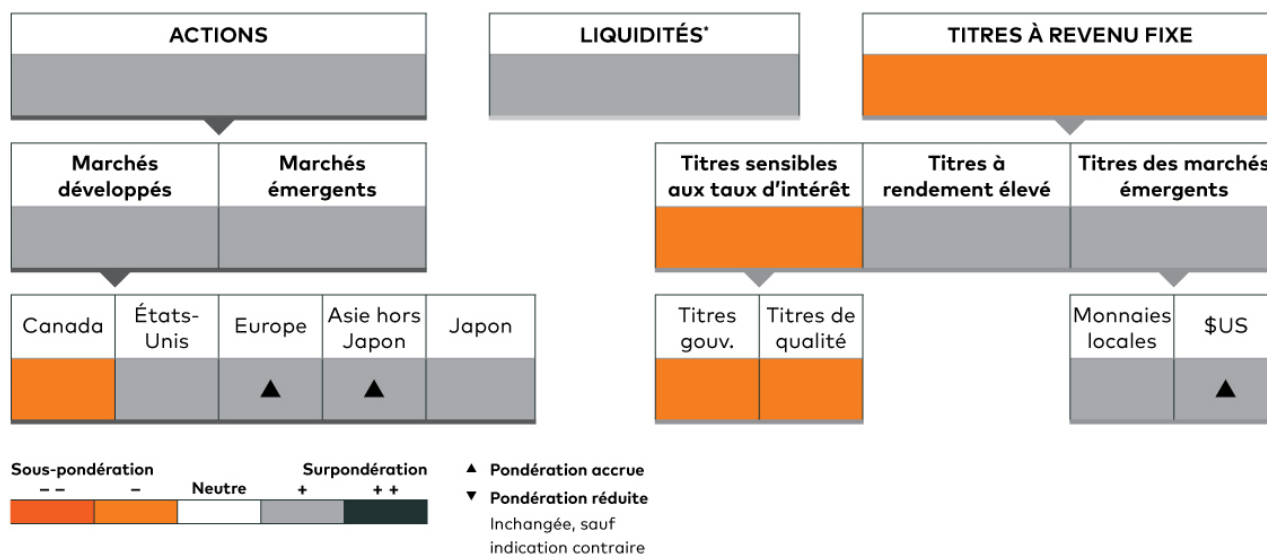 ACTIONS
LIQUIDITÉS*
TITRES À REVENU FIXE
Marchés
développés
Marchés
émergents
Titres sensibles
aux taux d'intérêt
Titres à
rendement élevé
Titres des marchés
émergents
Canada
États-
Unis
Europe
Asie hors
Japon
Japon
Titres
gouv.
Titres de
qualité
Monnaies
locales
$US
▲
▲
▲
Sous-pondération
Surpondération
– –
–
Neutre
+
+ +
▲ Pondération accrue
▼ Pondération réduite
Inchangée, sauf
indication contraire